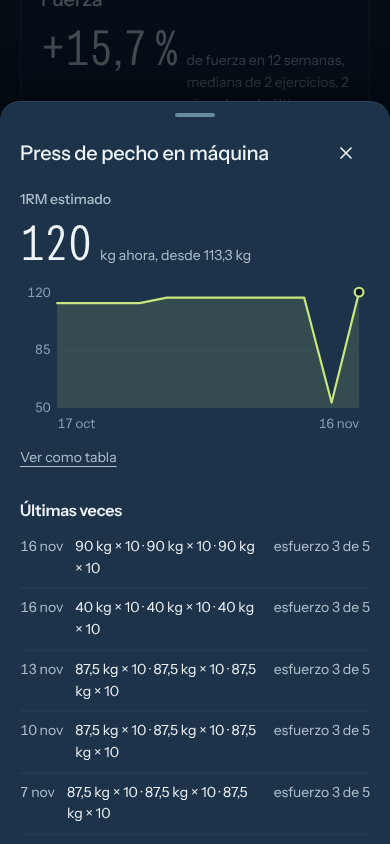 Fuerza
+15,7 %
de fuerza en 12 semanas,
mediana de 2 ejercicios, 2
Press de pecho en máquina
1RM estimado
120 kg ahora, desde 113,3 kg
120
85
50
17 oct
16 nov
Ver como tabla
Últimas veces
16 nov 90 kg × 10 · 90 kg × 10 · 90 kg esfuerzo 3 de 5
× 10
16 nov 40 kg × 10 · 40 kg × 10 · 40 kg esfuerzo 3 de 5
× 10
13 nov 87,5 kg × 10 · 87,5 kg × 10 · 87,5 esfuerzo 3 de 5
kg × 10
10 nov 87,5 kg × 10 · 87,5 kg × 10 · 87,5 esfuerzo 3 de 5
kg × 10
7 nov 87,5 kg × 10 · 87,5 kg × 10 · 87,5 esfuerzo 3 de 5
kg × 10